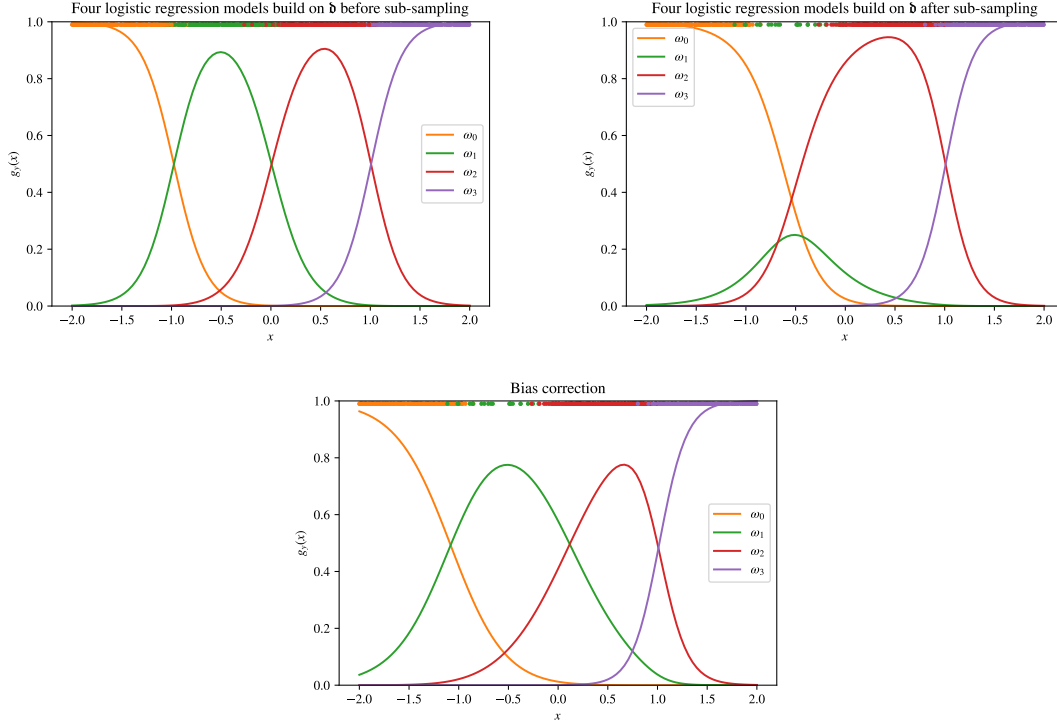 Four logistic regression models build on 𝔡 before sub-sampling
1.0
0.8
0.6
0.4
0.2
0.0
g_y(x)
ω₀
ω₁
ω₂
ω₃
−2.0 −1.5 −1.0 −0.5 0.0 0.5 1.0 1.5 2.0
x
Four logistic regression models build on 𝔡 after sub-sampling
1.0
0.8
0.6
0.4
0.2
0.0
g_y(x)
ω₀
ω₁
ω₂
ω₃
−2.0 −1.5 −1.0 −0.5 0.0 0.5 1.0 1.5 2.0
x
Bias correction
1.0
0.8
0.6
0.4
0.2
0.0
g_y(x)
ω₀
ω₁
ω₂
ω₃
−2.0 −1.5 −1.0 −0.5 0.0 0.5 1.0 1.5 2.0
x